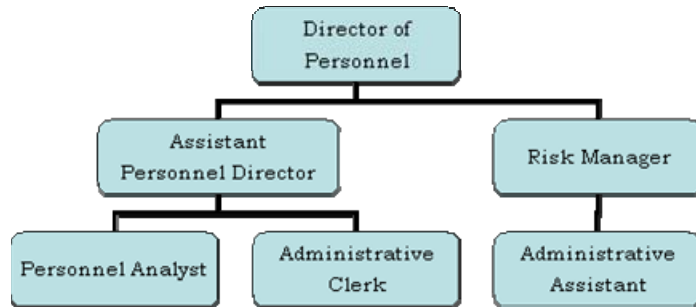 Director of
Personnel
Assistant
Personnel Director
Risk Manager
Personnel Analyst
Administrative
Clerk
Administrative
Assistant